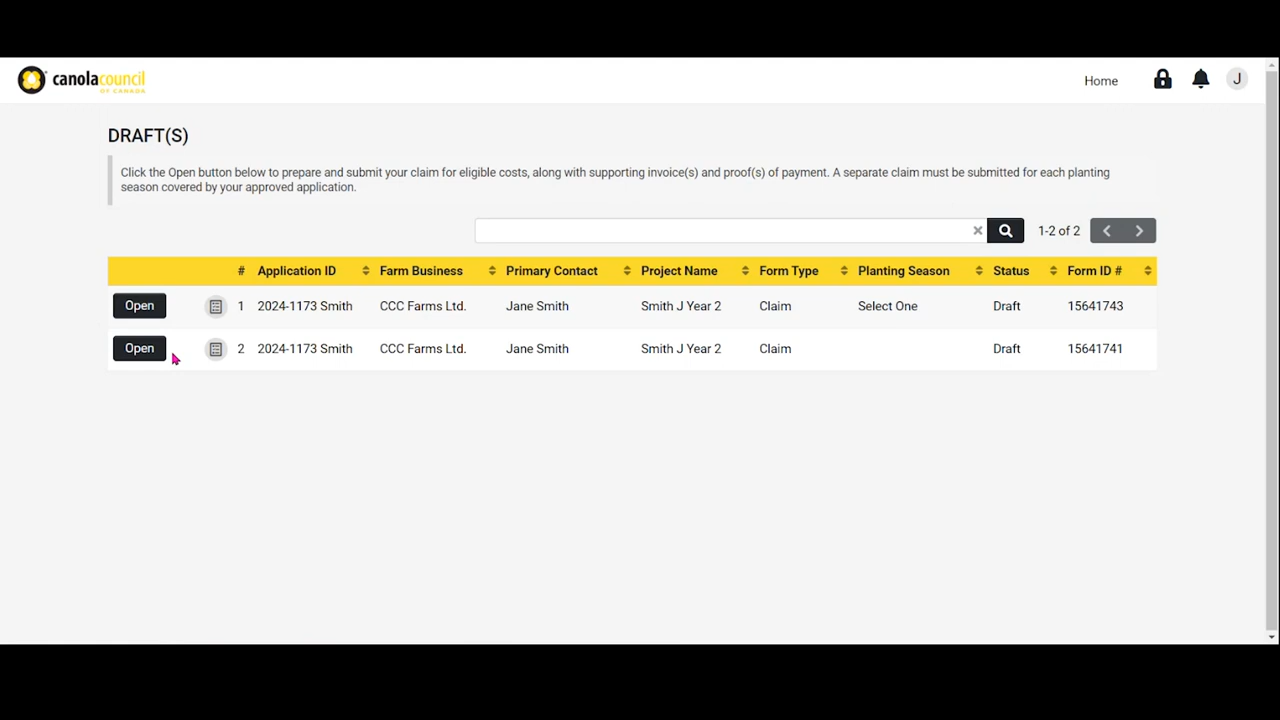 canolacouncil
OF CANADA
Home
J
DRAFT(S)
Click the Open button below to prepare and submit your claim for eligible costs, along with supporting invoice(s) and proof(s) of payment. A separate claim must be submitted for each planting
season covered by your approved application.
1-2 of 2
# Application ID Farm Business Primary Contact Project Name Form Type Planting Season Status Form ID #
Open 1 2024-1173 Smith CCC Farms Ltd. Jane Smith Smith J Year 2 Claim Select One Draft 15641743
Open 2 2024-1173 Smith CCC Farms Ltd. Jane Smith Smith J Year 2 Claim Draft 15641741